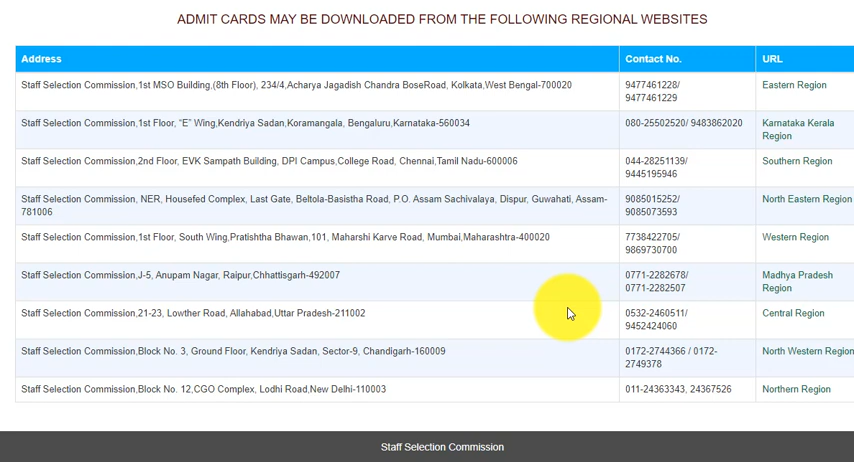 ADMIT CARDS MAY BE DOWNLOADED FROM THE FOLLOWING REGIONAL WEBSITES
Address Contact No. URL
Staff Selection Commission,1st MSO Building,(8th Floor), 234/4,Acharya Jagadish Chandra BoseRoad, Kolkata,West Bengal-700020 9477461228/ Eastern Region
9477461229
Staff Selection Commission,1st Floor, “E” Wing,Kendriya Sadan,Koramangala, Bengaluru,Karnataka-560034 080-25502520/ 9483862020 Karnataka Kerala
Region
Staff Selection Commission,2nd Floor, EVK Sampath Building, DPI Campus,College Road, Chennai,Tamil Nadu-600006 044-28251139/ Southern Region
9445195946
Staff Selection Commission, NER, Housefed Complex, Last Gate, Beltola-Basistha Road, P.O. Assam Sachivalaya, Dispur, Guwahati, Assam- 9085015252/ North Eastern Region
781006 9085073593
Staff Selection Commission,1st Floor, South Wing,Pratishtha Bhawan,101, Maharshi Karve Road, Mumbai,Maharashtra-400020 7738422705/ Western Region
9869730700
Staff Selection Commission,J-5, Anupam Nagar, Raipur,Chhattisgarh-492007 0771-2282678/ Madhya Pradesh
0771-2282507 Region
Staff Selection Commission,21-23, Lowther Road, Allahabad,Uttar Pradesh-211002 0532-2460511/ Central Region
9452424060
Staff Selection Commission,Block No. 3, Ground Floor, Kendriya Sadan, Sector-9, Chandigarh-160009 0172-2744366 / 0172- North Western Region
2749378
Staff Selection Commission,Block No. 12,CGO Complex, Lodhi Road,New Delhi-110003 011-24363343, 24367526 Northern Region
Staff Selection Commission